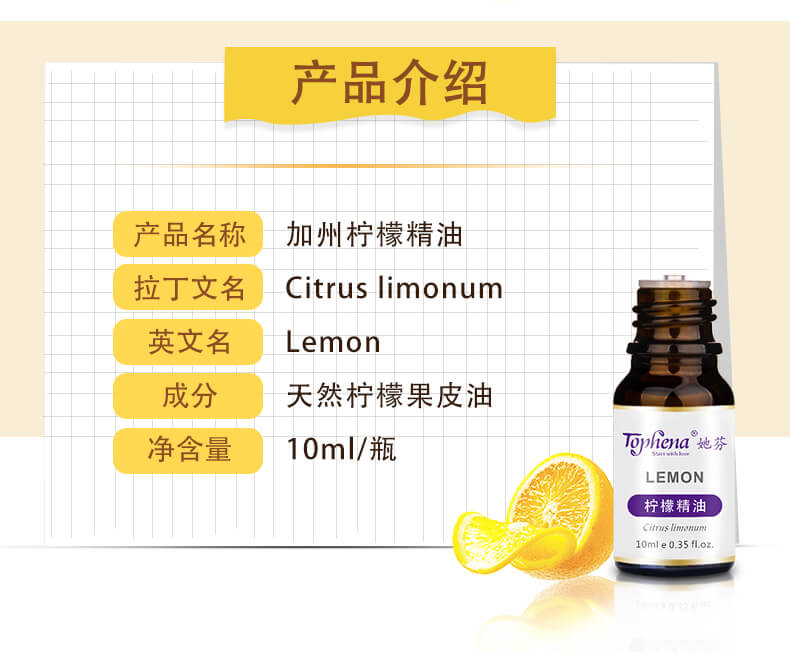 产品介绍
产品名称 加州柠檬精油
拉丁文名 Citrus limonum
英文名 Lemon
成分 天然柠檬果皮油
净含量 10ml/瓶
Tophena® 她芬
Stars with love
LEMON
柠檬精油
Citrus limonum
10ml e 0.35 fl.oz.